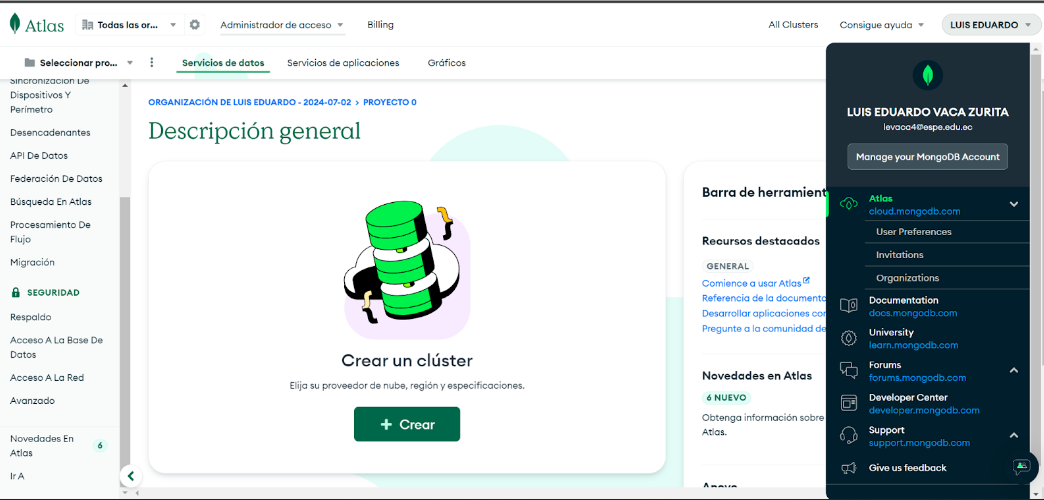 Atlas
Todas las or...
Administrador de acceso
Billing
All Clusters
Consigue ayuda
LUIS EDUARDO
Seleccionar pro...
Servicios de datos
Servicios de aplicaciones
Gráficos
Sincronización De
Dispositivos Y
Perímetro
Desencadenantes
API De Datos
Federación De Datos
Búsqueda En Atlas
Procesamiento De
Flujo
Migración
SEGURIDAD
Respaldo
Acceso A La Base De
Datos
Acceso A La Red
Avanzado
Novedades En
Atlas
6
Ir A
ORGANIZACIÓN DE LUIS EDUARDO - 2024-07-02 > PROYECTO 0
Descripción general
Crear un clúster
Elija su proveedor de nube, región y especificaciones.
+ Crear
Barra de herramient
Recursos destacados
GENERAL
Comience a usar Atlas
Referencia de la documenta
Desarrollar aplicaciones con
Pregunte a la comunidad de
Novedades en Atlas
6 NUEVO
Obtenga información sobre
Atlas.
Apoyo
LUIS EDUARDO VACA ZURITA
levaca4@espe.edu.ec
Manage your MongoDB Account
Atlas
cloud.mongodb.com
User Preferences
Invitations
Organizations
Documentation
docs.mongodb.com
University
learn.mongodb.com
Forums
forums.mongodb.com
Developer Center
developer.mongodb.com
Support
support.mongodb.com
Give us feedback